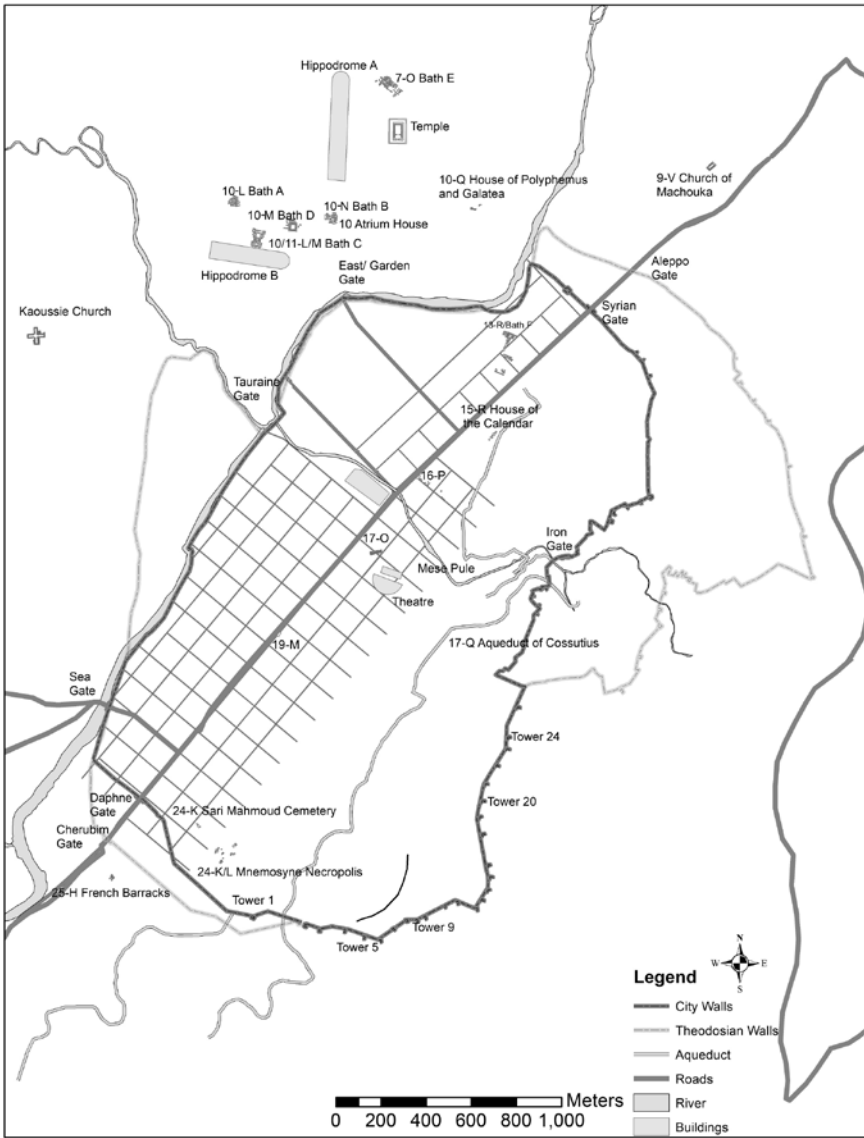 Hippodrome A
7-O Bath E
Temple
10-Q House of Polyphemus
and Galatea
9-V Church of
Machouka
10-L Bath A
10-N Bath B
10-M Bath D
10 Atrium House
10/11-L/M Bath C
Hippodrome B
East/ Garden
Gate
Aleppo
Gate
Kaoussie Church
Syrian
Gate
13-R/Bath F
Tauraine
Gate
15-R House of
the Calendar
16-P
17-O
Iron
Gate
Mese Pule
Theatre
19-M
17-Q Aqueduct of Cossutius
Sea
Gate
Tower 24
Daphne
Gate
24-K Sari Mahmoud Cemetery
Tower 20
Cherubim
Gate
24-K/L Mnemosyne Necropolis
25-H French Barracks
Tower 1
Tower 9
Tower 5
N
W E
S
Legend
City Walls
Theodosian Walls
Aqueduct
Roads
River
Buildings
Meters
0 200 400 600 800 1,000